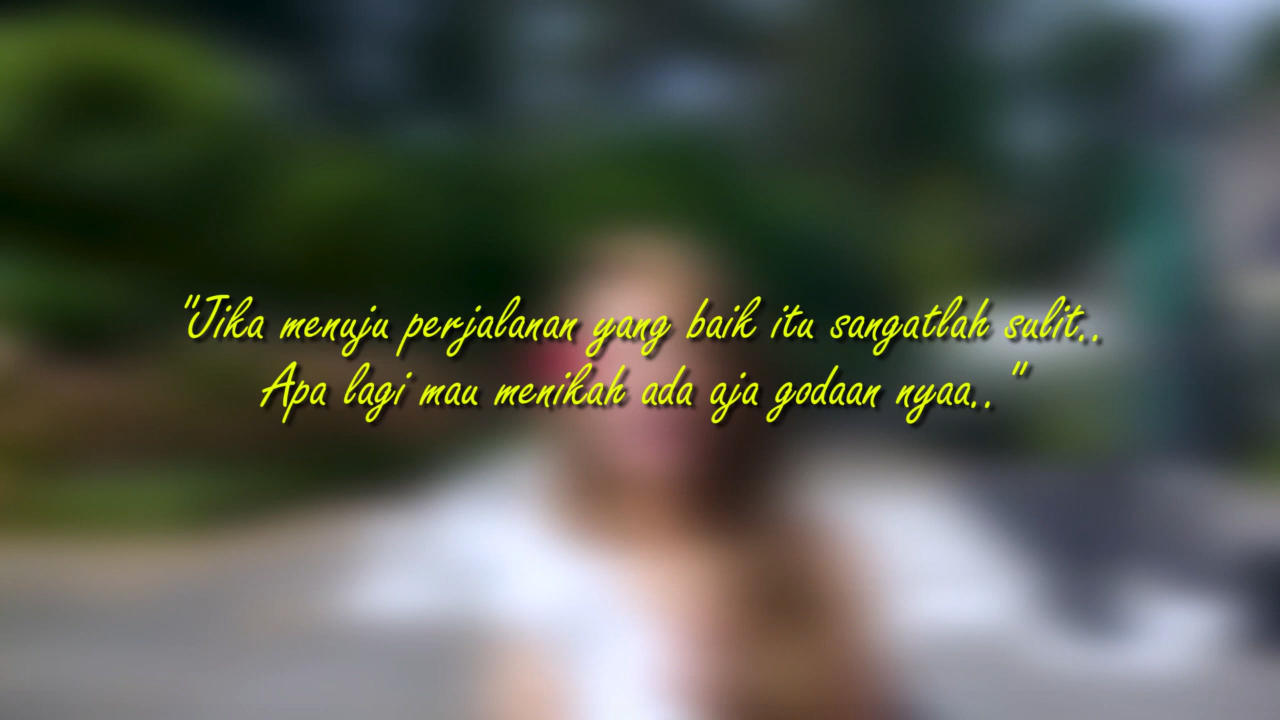 "Jika menuju perjalanan yang baik itu sangatlah sulit..
Apa lagi mau menikah ada aja godaan nyaa.."